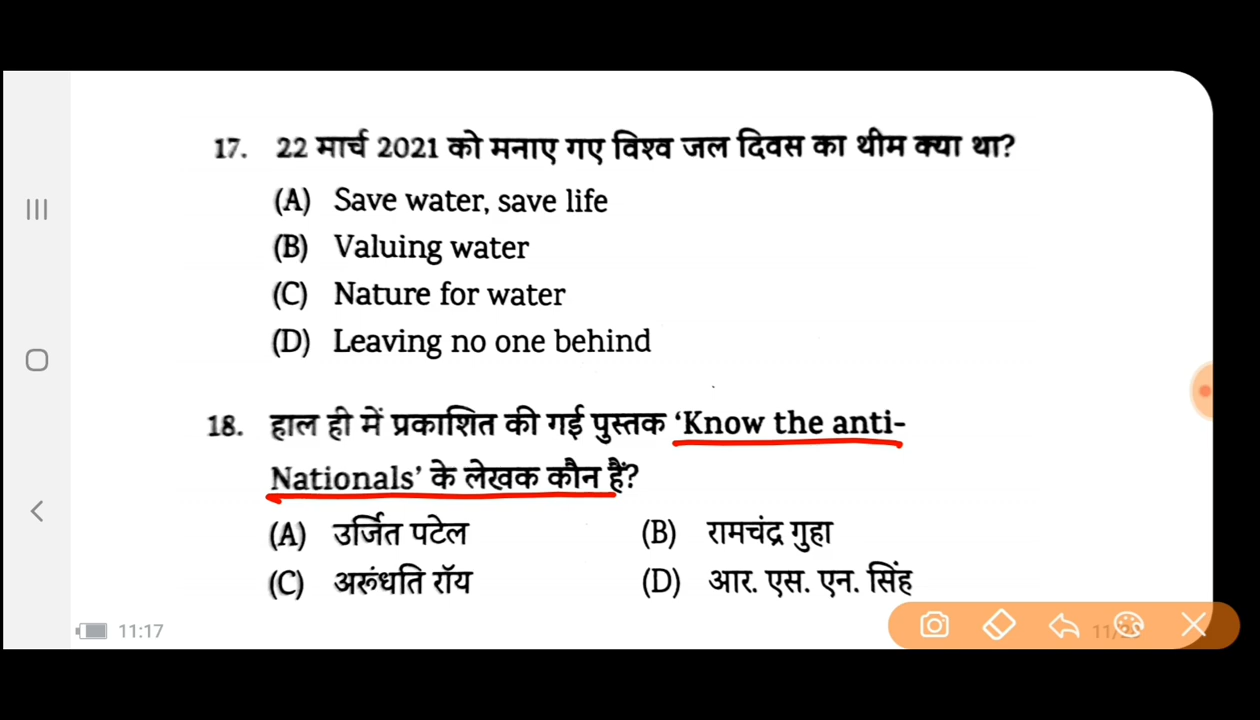 17. 22 मार्च 2021 को मनाए गए विश्व जल दिवस का थीम क्या था?
(A) Save water, save life
(B) Valuing water
(C) Nature for water
(D) Leaving no one behind
18. हाल ही में प्रकाशित की गई पुस्तक ‘Know the anti-
Nationals’ के लेखक कौन हैं?
(A) उर्जित पटेल (B) रामचंद्र गुहा
(C) अरुंधति रॉय (D) आर. एस. एन. सिंह
11:17